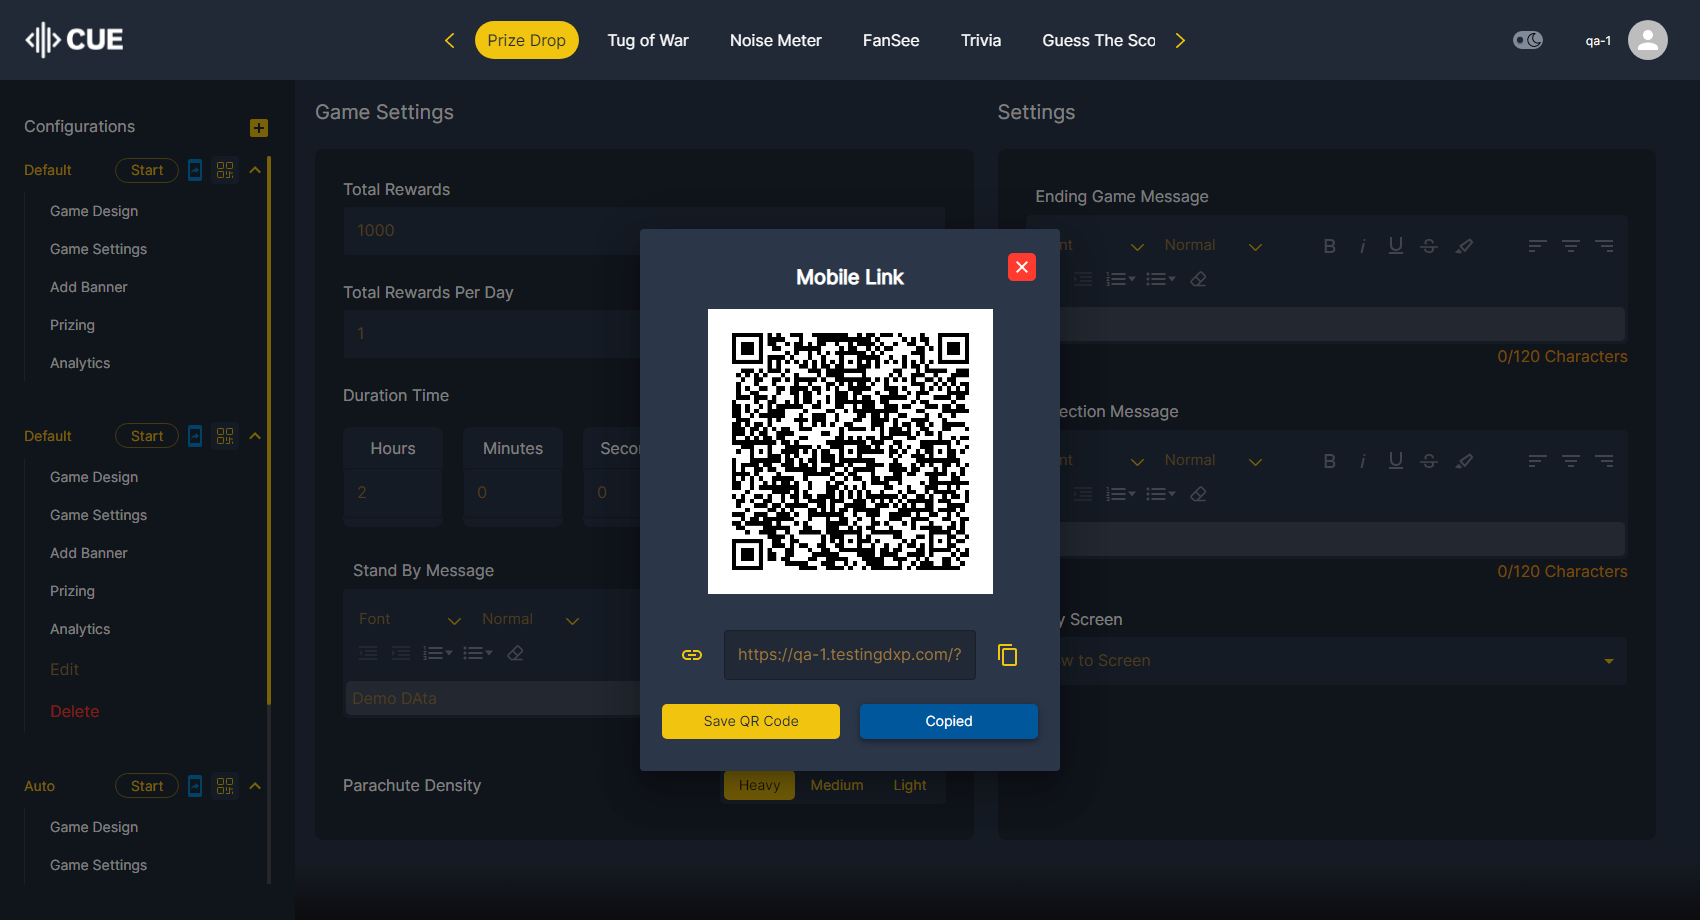 CUE
Prize Drop
Tug of War
Noise Meter
FanSee
Trivia
Guess The Sco
qa-1
Configurations
Default
Start
Game Design
Game Settings
Add Banner
Prizing
Analytics
Default
Start
Game Design
Game Settings
Add Banner
Prizing
Analytics
Edit
Delete
Auto
Start
Game Design
Game Settings
Game Settings
Total Rewards
1000
Total Rewards Per Day
1
Duration Time
Hours
Minutes
Secon
2
0
0
Stand By Message
Font
Normal
Demo DAta
Parachute Density
Heavy
Medium
Light
Mobile Link
https://qa-1.testingdxp.com/?
Save QR Code
Copied
Settings
Ending Game Message
nt
Normal
B i U S
0/120 Characters
ection Message
nt
Normal
B i U S
0/120 Characters
y Screen
w to Screen